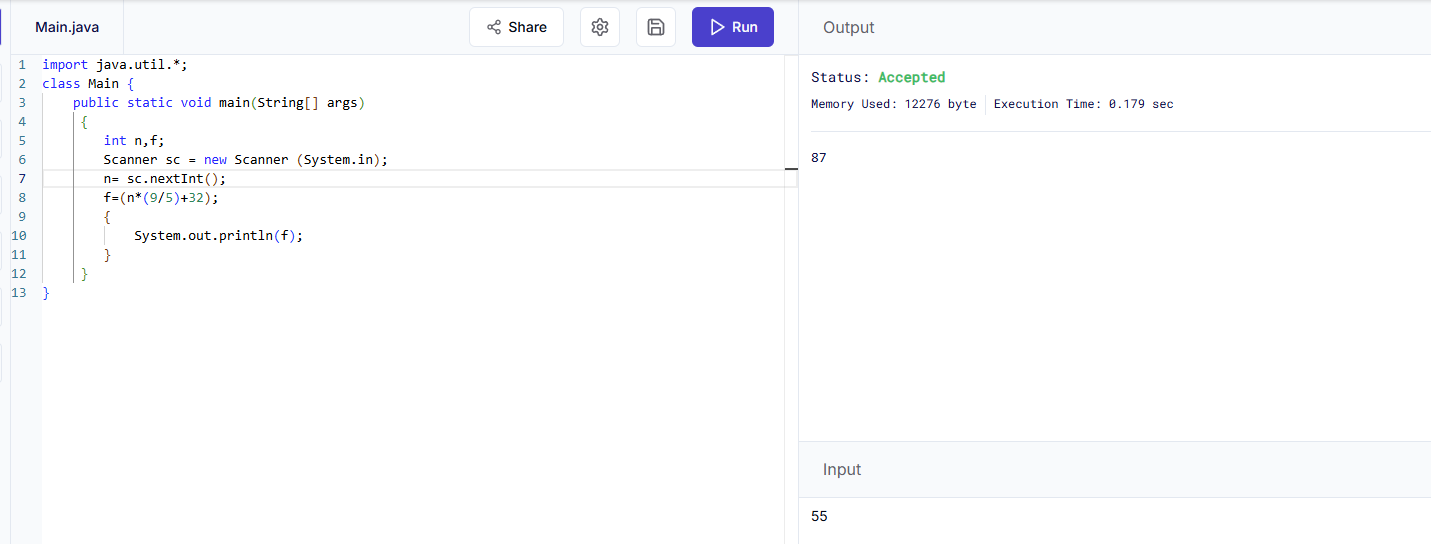 Main.java
Share
Run
Output
1 import java.util.*;
2 class Main {
3     public static void main(String[] args)
4      {
5         int n,f;
6         Scanner sc = new Scanner (System.in);
7         n= sc.nextInt();
8         f=(n*(9/5)+32);
9         {
10             System.out.println(f);
11         }
12      }
13 }
Status: Accepted
Memory Used: 12276 byte
Execution Time: 0.179 sec
87
Input
55